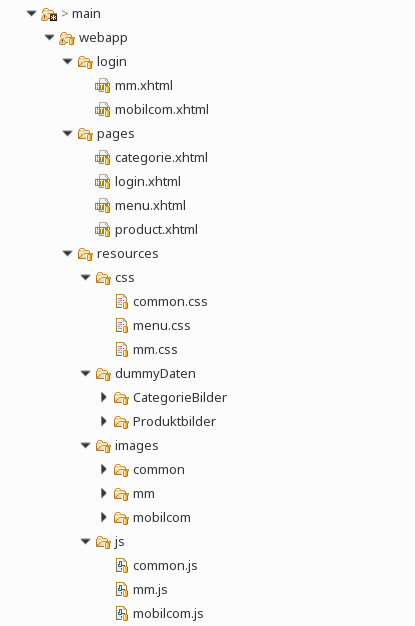 > main
webapp
login
mm.xhtml
mobilcom.xhtml
pages
categorie.xhtml
login.xhtml
menu.xhtml
product.xhtml
resources
css
common.css
menu.css
mm.css
dummyDaten
CategorieBilder
Produktbilder
images
common
mm
mobilcom
js
common.js
mm.js
mobilcom.js